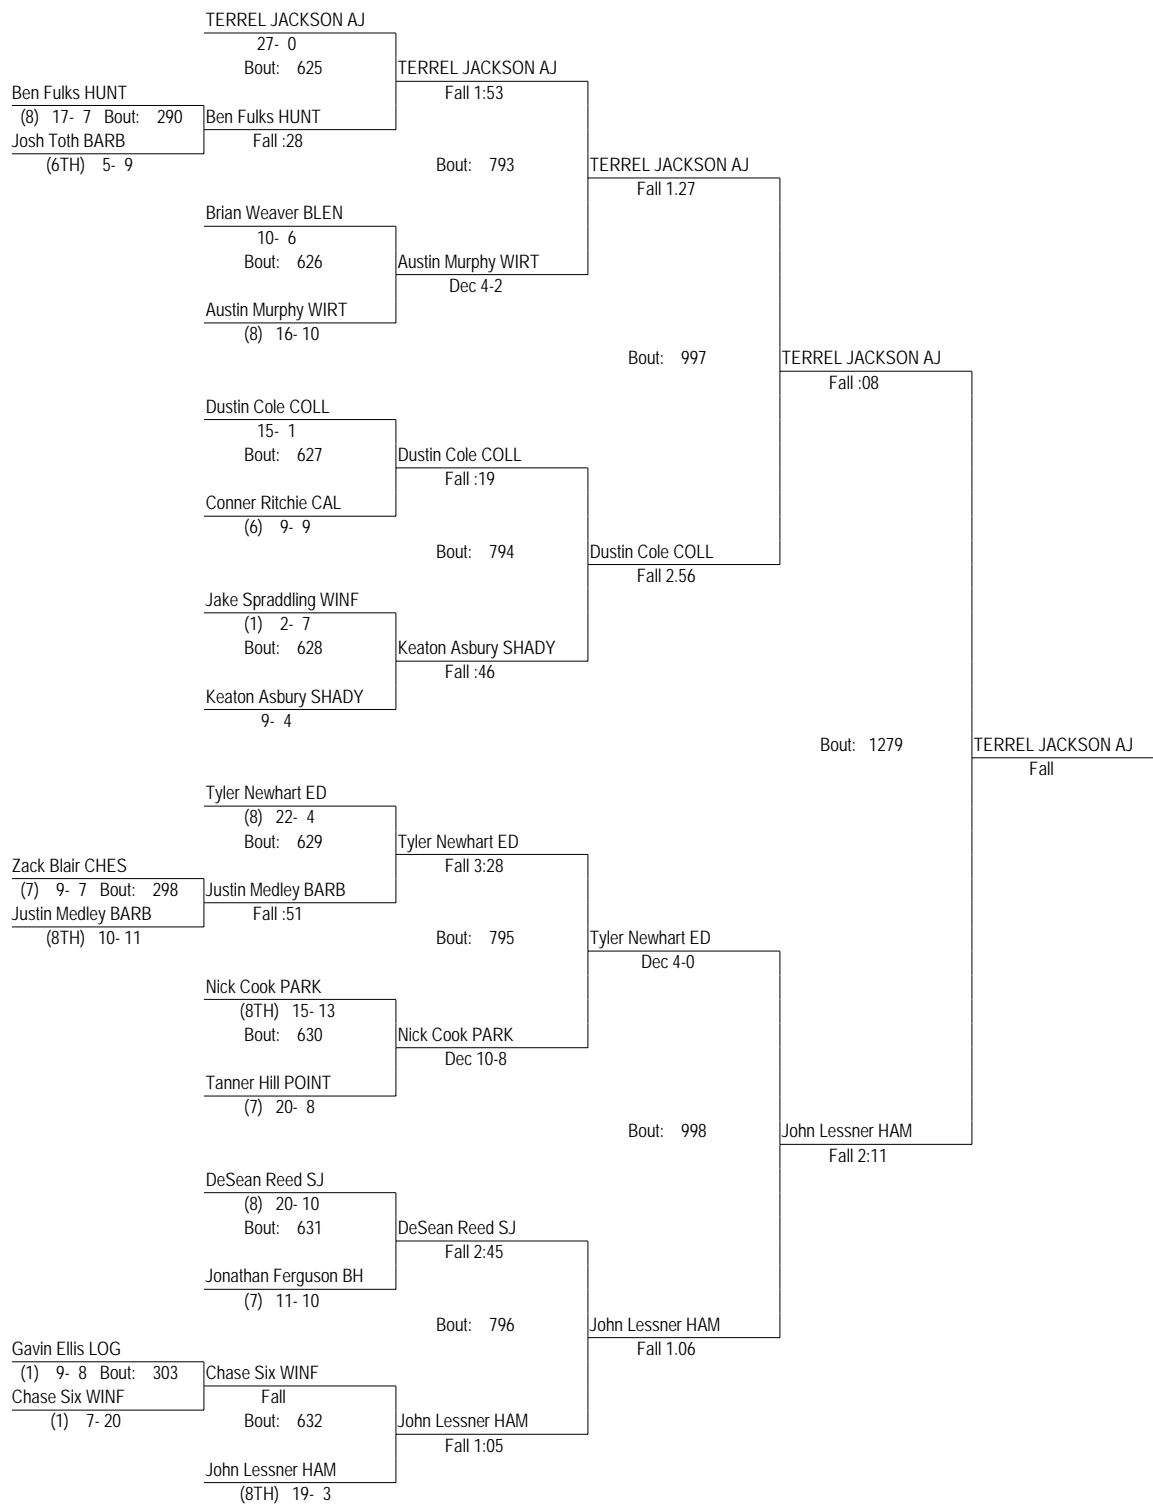 TERREL JACKSON AJ
27- 0
Bout: 625
TERREL JACKSON AJ
Fall 1:53
Ben Fulks HUNT
(8) 17- 7 Bout: 290
Ben Fulks HUNT
Josh Toth BARB
Fall :28
(6TH) 5- 9
Bout: 793
TERREL JACKSON AJ
Fall 1.27
Brian Weaver BLEN
10- 6
Bout: 626
Austin Murphy WIRT
Dec 4-2
Austin Murphy WIRT
(8) 16- 10
Bout: 997
TERREL JACKSON AJ
Fall :08
Dustin Cole COLL
15- 1
Bout: 627
Dustin Cole COLL
Fall :19
Conner Ritchie CAL
(6) 9- 9
Bout: 794
Dustin Cole COLL
Fall 2.56
Jake Spraddling WINF
(1) 2- 7
Bout: 628
Keaton Asbury SHADY
Fall :46
Keaton Asbury SHADY
9- 4
Bout: 1279
TERREL JACKSON AJ
Fall
Tyler Newhart ED
(8) 22- 4
Bout: 629
Tyler Newhart ED
Fall 3:28
Zack Blair CHES
(7) 9- 7 Bout: 298
Justin Medley BARB
Justin Medley BARB
Fall :51
(8TH) 10- 11
Bout: 795
Tyler Newhart ED
Dec 4-0
Nick Cook PARK
(8TH) 15- 13
Bout: 630
Nick Cook PARK
Dec 10-8
Tanner Hill POINT
(7) 20- 8
Bout: 998
John Lessner HAM
Fall 2:11
DeSean Reed SJ
(8) 20- 10
Bout: 631
DeSean Reed SJ
Fall 2:45
Jonathan Ferguson BH
(7) 11- 10
Bout: 796
John Lessner HAM
Fall 1.06
Gavin Ellis LOG
(1) 9- 8 Bout: 303
Chase Six WINF
Chase Six WINF
Fall
(1) 7- 20
Bout: 632
John Lessner HAM
Fall 1:05
John Lessner HAM
(8TH) 19- 3